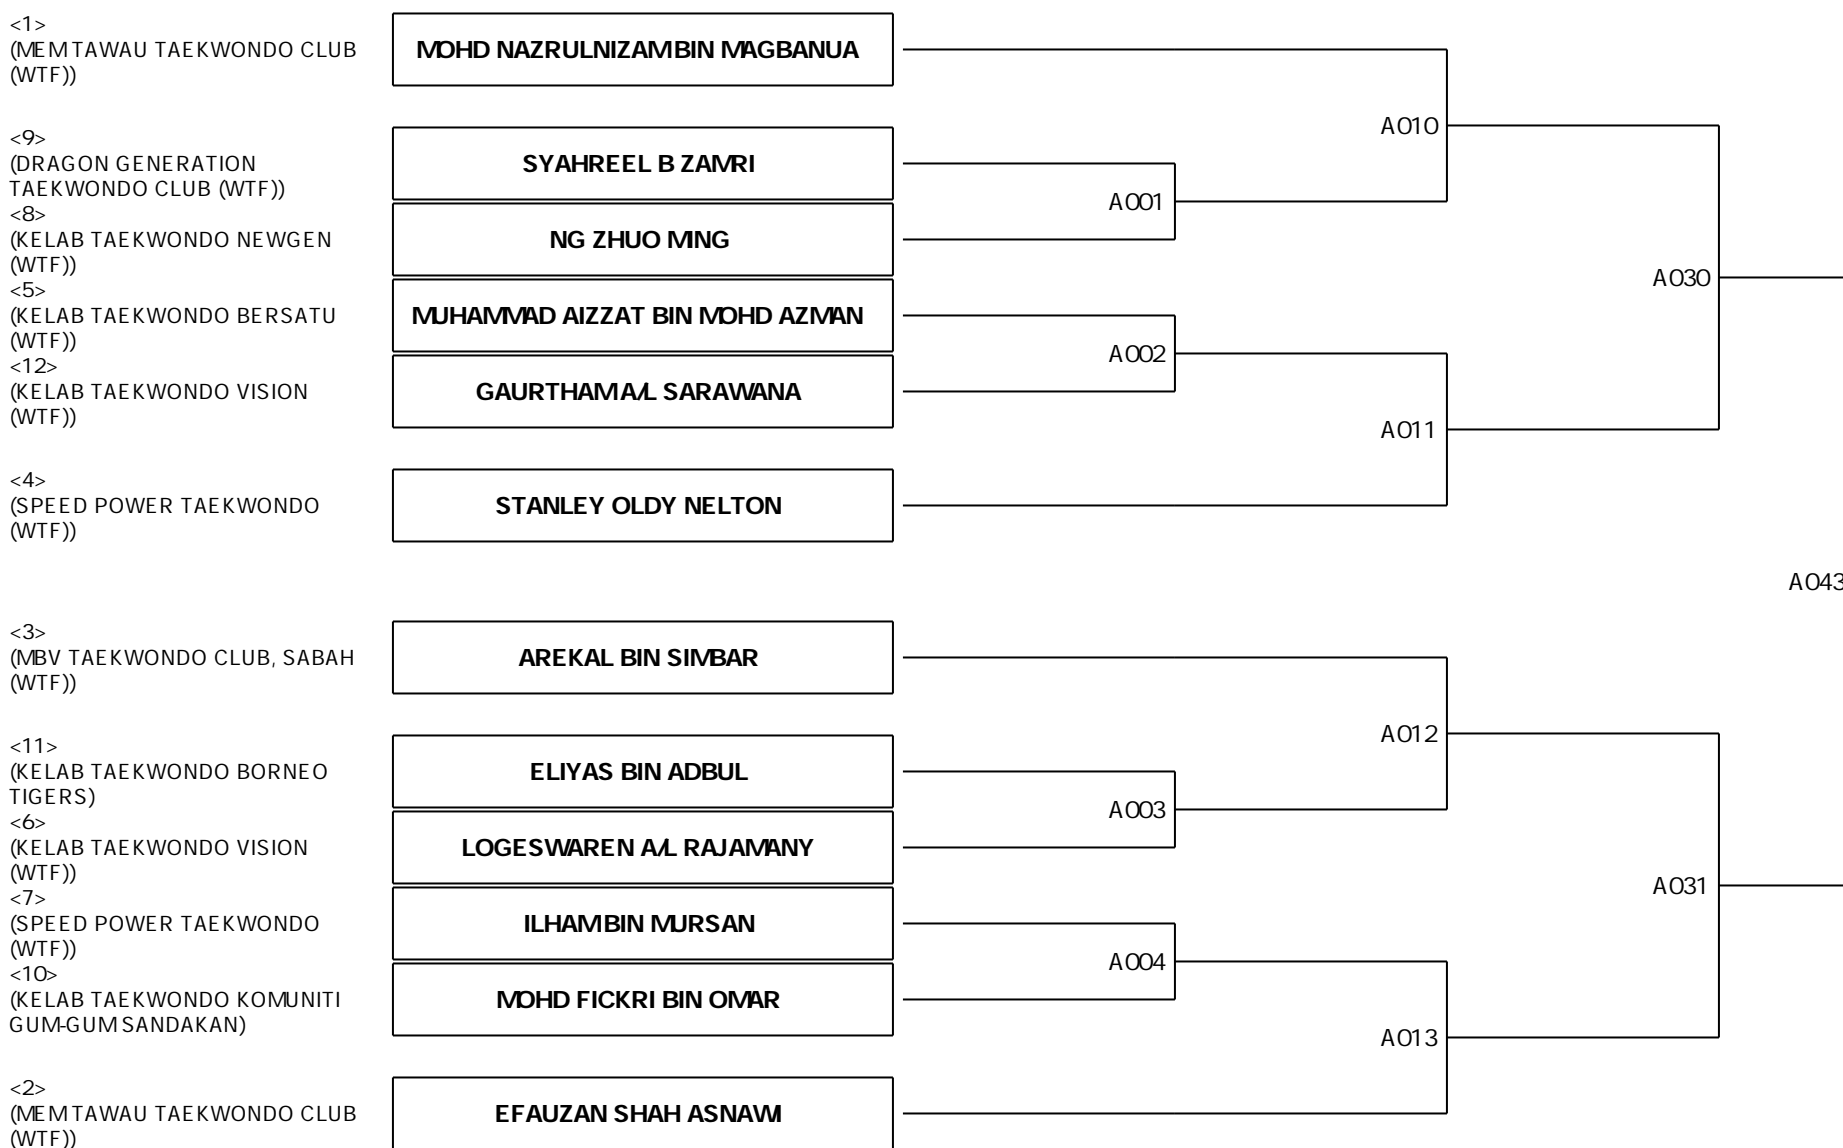 <1>
(MEM TAWAU TAEKWONDO CLUB
(WTF))
MOHD NAZRULNIZAM BIN MAGBANUA
A010
<9>
(DRAGON GENERATION
TAEKWONDO CLUB (WTF))
SYAHREEL B ZAMRI
A001
<8>
(KELAB TAEKWONDO NEWGEN
(WTF))
NG ZHUO MING
A030
<5>
(KELAB TAEKWONDO BERSATU
(WTF))
MUHAMMAD AIZZAT BIN MOHD AZMAN
A002
<12>
(KELAB TAEKWONDO VISION
(WTF))
GAURTHAM A/L SARAWANA
A011
<4>
(SPEED POWER TAEKWONDO
(WTF))
STANLEY OLDY NELTON
A043
<3>
(MBV TAEKWONDO CLUB, SABAH
(WTF))
AREKAL BIN SIMBAR
A012
<11>
(KELAB TAEKWONDO BORNEO
TIGERS)
ELIYAS BIN ADBUL
A003
<6>
(KELAB TAEKWONDO VISION
(WTF))
LOGESWAREN A/L RAJAMANY
A031
<7>
(SPEED POWER TAEKWONDO
(WTF))
ILHAM BIN MURSAN
A004
<10>
(KELAB TAEKWONDO KOMUNITI
GUM-GUM SANDAKAN)
MOHD FICKRI BIN OMAR
A013
<2>
(MEM TAWAU TAEKWONDO CLUB
(WTF))
EFAUZAN SHAH ASNAWI